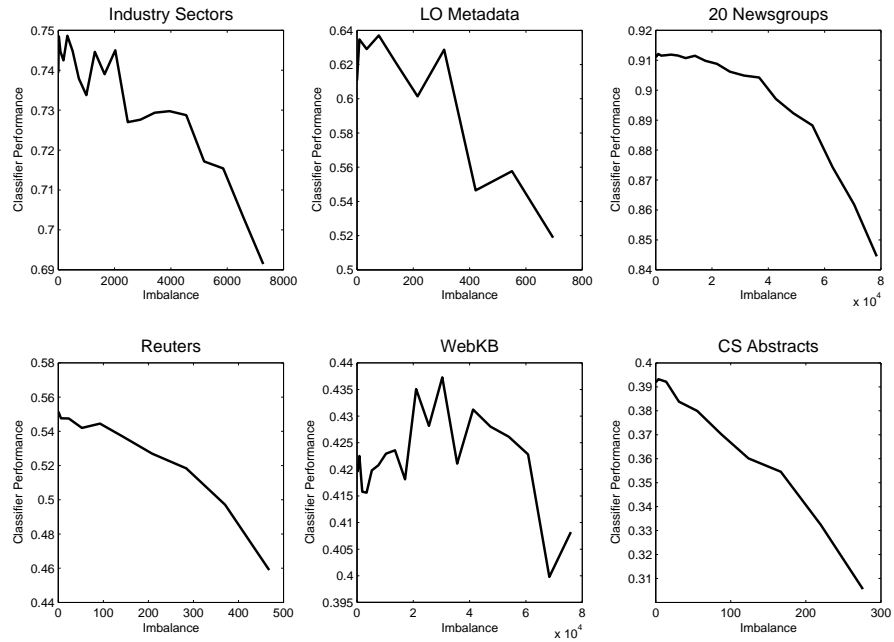 Industry Sectors
0.75
0.74
0.73
0.72
0.71
0.7
0.69
0 2000 4000 6000 8000
Imbalance
Classifier Performance
LO Metadata
0.64
0.62
0.6
0.58
0.56
0.54
0.52
0.5
0 200 400 600 800
Imbalance
Classifier Performance
20 Newsgroups
0.92
0.91
0.9
0.89
0.88
0.87
0.86
0.85
0.84
0 2 4 6 8
x 10^4
Imbalance
Classifier Performance
Reuters
0.58
0.56
0.54
0.52
0.5
0.48
0.46
0.44
0 100 200 300 400 500
Imbalance
Classifier Performance
WebKB
0.44
0.435
0.43
0.425
0.42
0.415
0.41
0.405
0.4
0.395
0 2 4 6 8
x 10^4
Imbalance
Classifier Performance
CS Abstracts
0.4
0.39
0.38
0.37
0.36
0.35
0.34
0.33
0.32
0.31
0 100 200 300
Imbalance
Classifier Performance